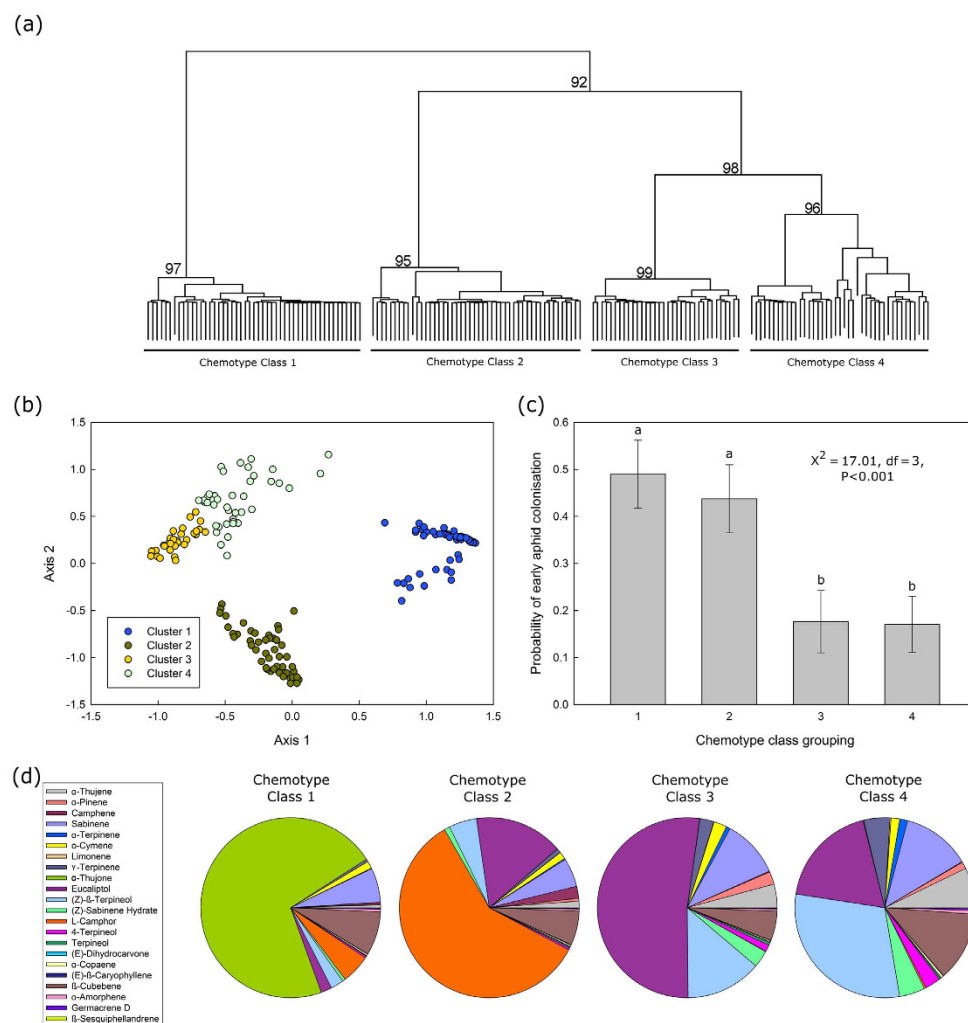 (a)
92
98
96
97
95
99
Chemotype Class 1
Chemotype Class 2
Chemotype Class 3
Chemotype Class 4
(b)
1.5
1.0
0.5
0.0
-0.5
-1.0
-1.5
Axis 2
Cluster 1
Cluster 2
Cluster 3
Cluster 4
-1.5
-1.0
-0.5
0.0
0.5
1.0
1.5
Axis 1
(c)
0.6
0.5
0.4
0.3
0.2
0.1
0.0
Probability of early aphid colonisation
a
a
b
b
X² = 17.01, df = 3,
P<0.001
1
2
3
4
Chemotype class grouping
(d)
α-Thujene
α-Pinene
Camphene
Sabinene
α-Terpinene
α-Cymene
Limonene
γ-Terpinene
α-Thujone
Eucaliptol
(Z)-ß-Terpineol
(Z)-Sabinene Hydrate
L-Camphor
4-Terpineol
Terpineol
(E)-Dihydrocarvone
α-Copaene
(E)-ß-Caryophyllene
ß-Cubebene
α-Amorphene
Germacrene D
ß-Sesquiphellandrene
Chemotype
Class 1
Chemotype
Class 2
Chemotype
Class 3
Chemotype
Class 4